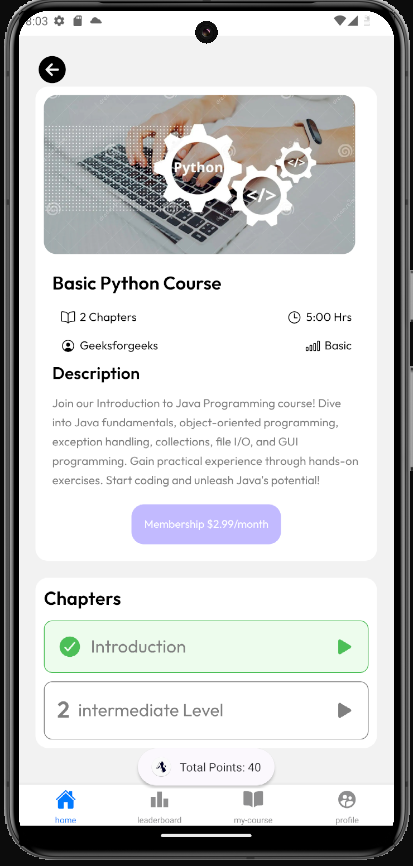 8:03
Python
</>
</>
Basic Python Course
2 Chapters
5:00 Hrs
Geeksforgeeks
Basic
Description
Join our Introduction to Java Programming course! Dive
into Java fundamentals, object-oriented programming,
exception handling, collections, file I/O, and GUI
programming. Gain practical experience through hands-on
exercises. Start coding and unleash Java's potential!
Membership $2.99/month
Chapters
Introduction
2 intermediate Level
Total Points: 40
home
leaderboard
my-course
profile